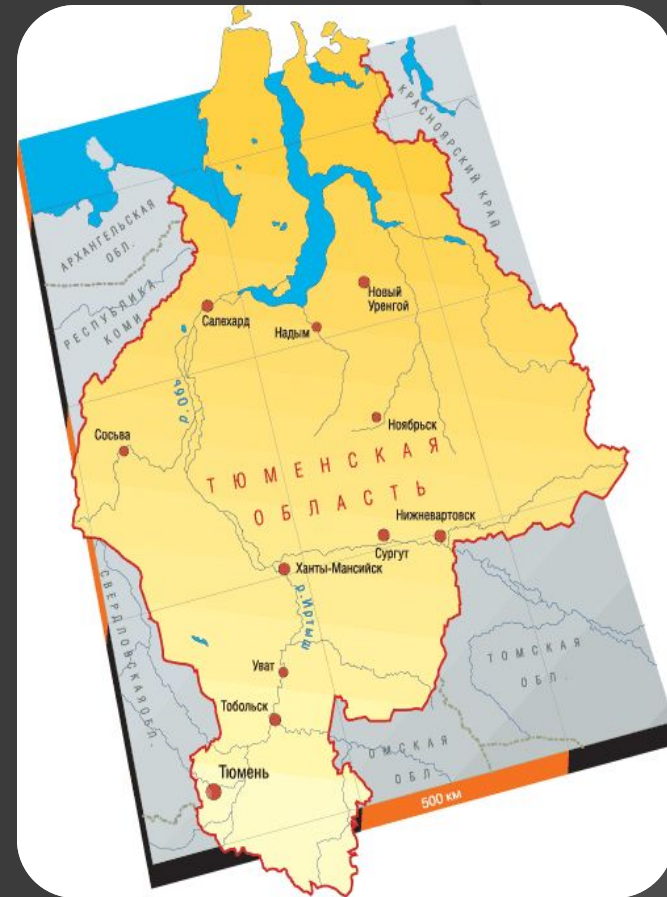 КРАСНОЯРСКИЙ КРАЙ
АРХАНГЕЛЬСКАЯ
ОБЛ.
РЕСПУБЛИКА
КОМИ
Салехард
Новый
Уренгой
Надым
р.Обь
Ноябрьск
Сосьва
ТЮМЕНСКАЯ
ОБЛАСТЬ
Нижневартовск
Сургут
Ханты-Мансийск
р.Иртыш
СВЕРДЛОВСКАЯ ОБЛ.
ТОМСКАЯ
ОБЛ.
Уват
Тобольск
ОМСКАЯ
ОБЛ
Тюмень
500 км